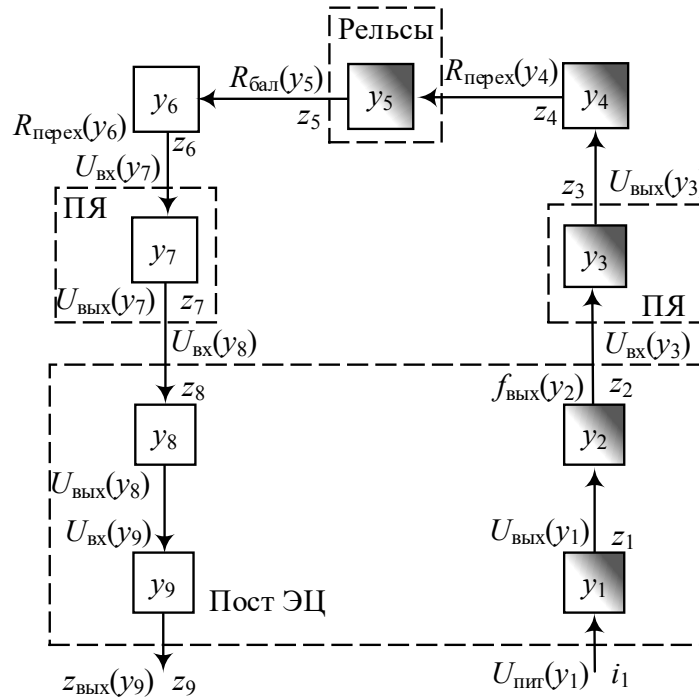 Рельсы
y6
Rбал(y5)
z5
y5
Rперех(y4)
z4
y4
Rперех(y6)
z6
Uвх(y7)
z3
Uвых(y3
ПЯ
y7
y3
Uвых(y7)
z7
ПЯ
Uвх(y8)
Uвх(y3)
z8
fвых(y2)
z2
y8
y2
Uвых(y8)
Uвх(y9)
Uвых(y1)
z1
y9
Пост ЭЦ
y1
zвых(y9)
z9
Uпит(y1)
i1